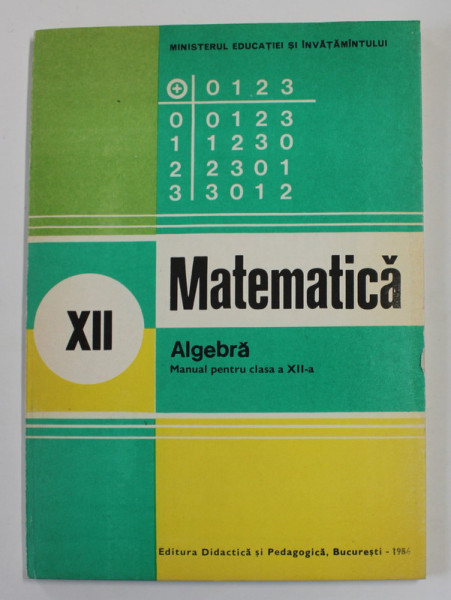 MINISTERUL EDUCAȚIEI ȘI ÎNVĂȚĂMÎNTULUI
⊕ 0 1 2 3
0 0 1 2 3
1 1 2 3 0
2 2 3 0 1
3 3 0 1 2
Matematică
XII
Algebră
Manual pentru clasa a XII-a
Editura Didactică și Pedagogică, București - 1986